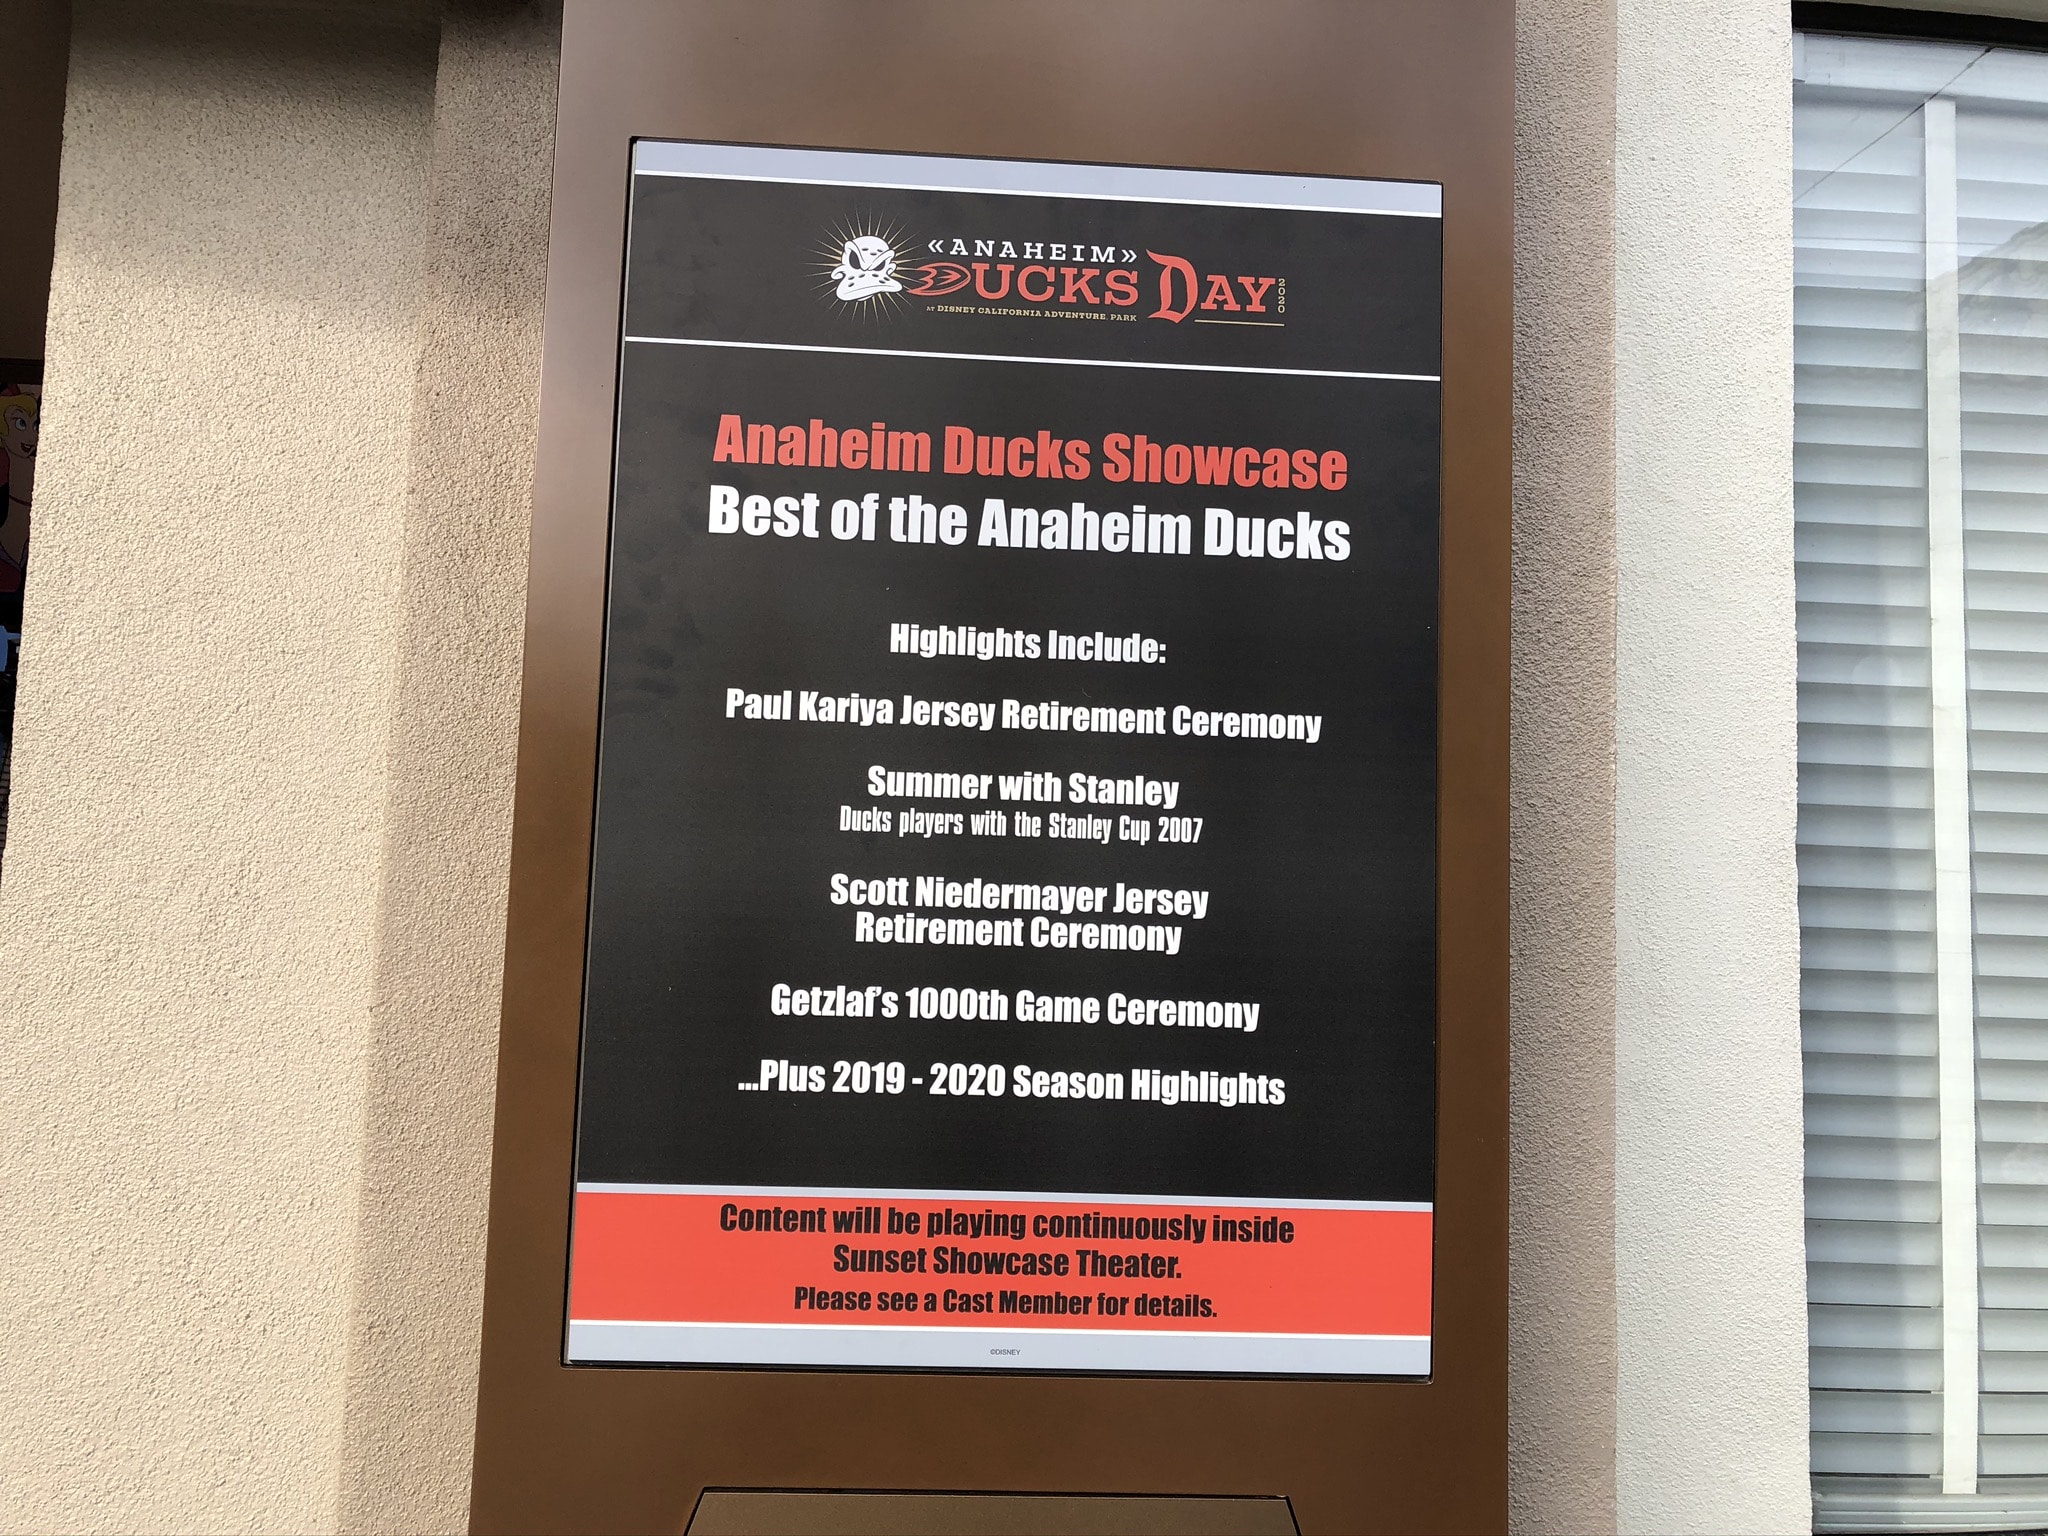 «ANAHEIM»
DUCKS DAY 2020
AT DISNEY CALIFORNIA ADVENTURE PARK
Anaheim Ducks Showcase
Best of the Anaheim Ducks
Highlights Include:
Paul Kariya Jersey Retirement Ceremony
Summer with Stanley
Ducks players with the Stanley Cup 2007
Scott Niedermayer Jersey
Retirement Ceremony
Getzlaf's 1000th Game Ceremony
...Plus 2019 - 2020 Season Highlights
Content will be playing continuously inside
Sunset Showcase Theater.
Please see a Cast Member for details.
©DISNEY